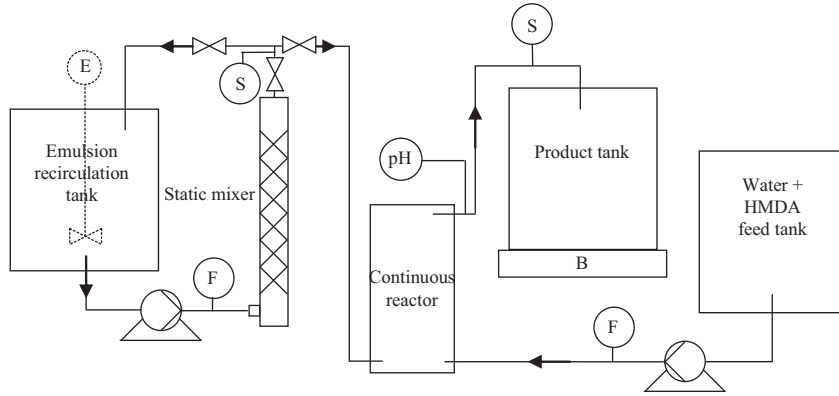 E
S
S
Emulsion
recirculation
tank
Static mixer
pH
Product tank
Water +
HMDA
feed tank
B
F
Continuous
reactor
F